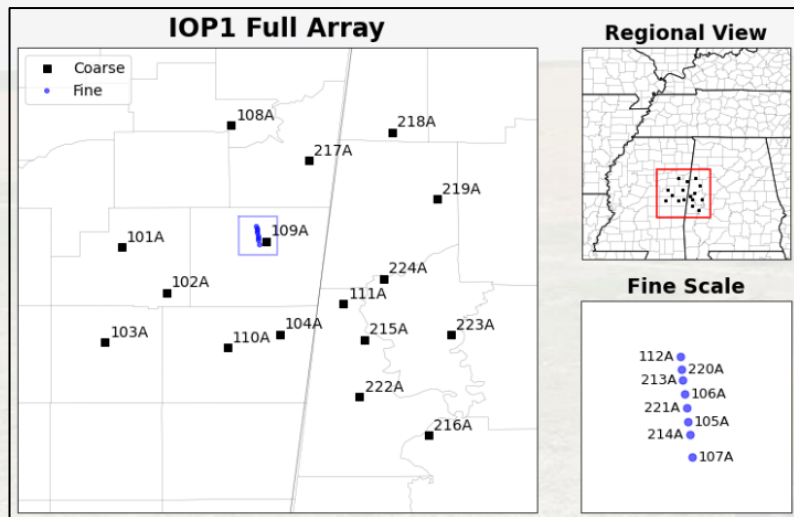 IOP1 Full Array
Coarse
Fine
108A
218A
217A
219A
109A
101A
224A
102A
111A
104A
223A
103A
110A
215A
222A
216A
Regional View
Fine Scale
112A
220A
213A
106A
221A
105A
214A
107A